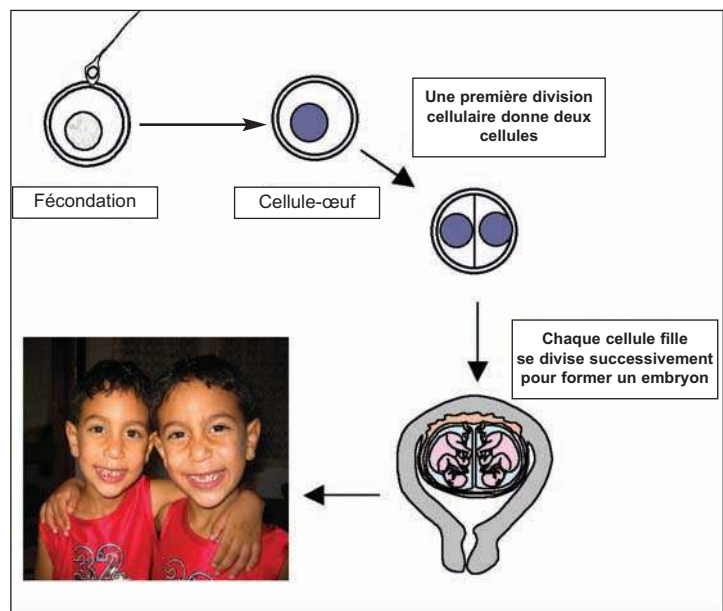 Une première division
cellulaire donne deux
cellules
Fécondation
Cellule-œuf
Chaque cellule fille
se divise successivement
pour former un embryon
32